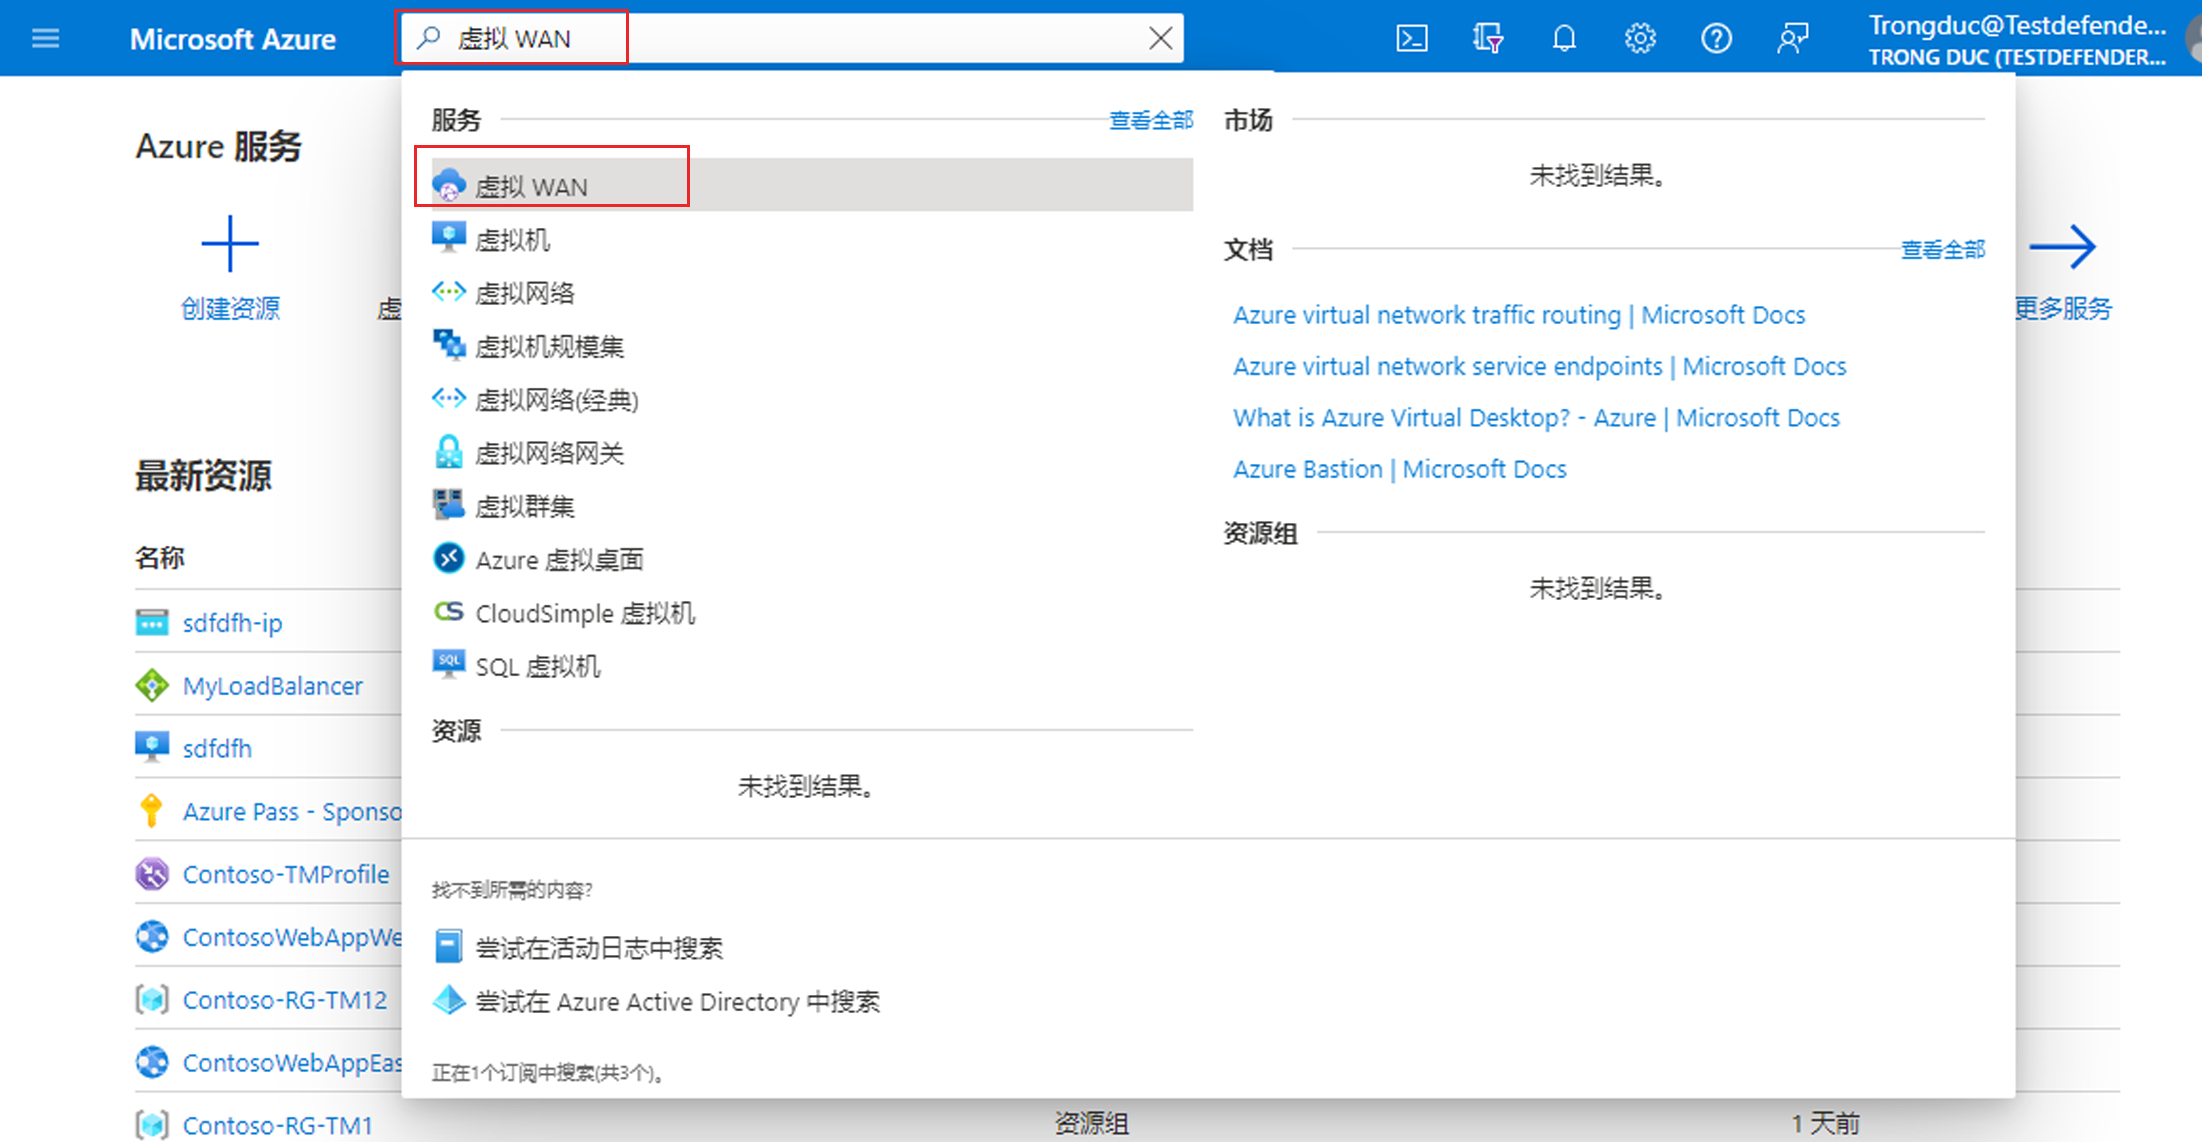 Microsoft Azure
虚拟 WAN
Trongduc@Testdefende...
TRONG DUC (TESTDEFENDER...
Azure 服务
创建资源
虚
更多服务
最新资源
名称
sdfdfh-ip
MyLoadBalancer
sdfdfh
Azure Pass - Sponso
Contoso-TMProfile
ContosoWebAppWe
Contoso-RG-TM12
ContosoWebAppEas
Contoso-RG-TM1
资源组
1 天前
服务
查看全部
虚拟 WAN
虚拟机
虚拟网络
虚拟机规模集
虚拟网络(经典)
虚拟网络网关
虚拟群集
Azure 虚拟桌面
CloudSimple 虚拟机
SQL 虚拟机
资源
未找到结果。
市场
未找到结果。
文档
查看全部
Azure virtual network traffic routing | Microsoft Docs
Azure virtual network service endpoints | Microsoft Docs
What is Azure Virtual Desktop? - Azure | Microsoft Docs
Azure Bastion | Microsoft Docs
资源组
未找到结果。
找不到所需的内容?
尝试在活动日志中搜索
尝试在 Azure Active Directory 中搜索
正在1个订阅中搜索(共3个)。